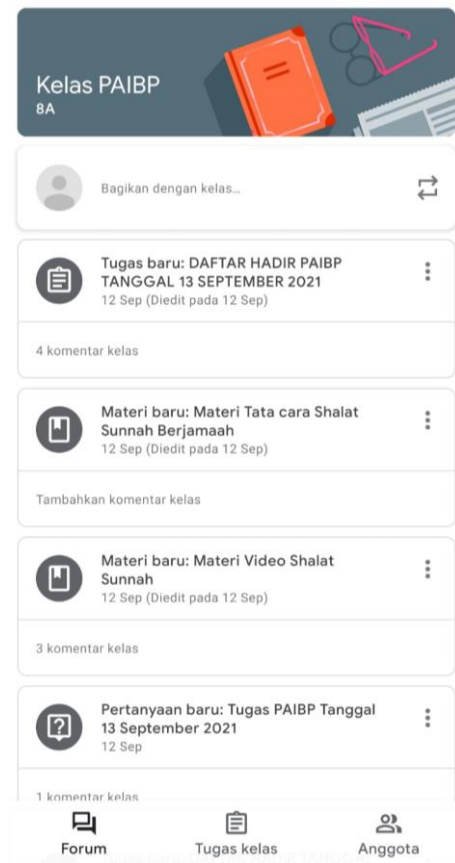 Kelas PAIBP
8A
Bagikan dengan kelas...
Tugas baru: DAFTAR HADIR PAIBP
TANGGAL 13 SEPTEMBER 2021
12 Sep (Diedit pada 12 Sep)
4 komentar kelas
Materi baru: Materi Tata cara Shalat
Sunnah Berjamaah
12 Sep (Diedit pada 12 Sep)
Tambahkan komentar kelas
Materi baru: Materi Video Shalat
Sunnah
12 Sep (Diedit pada 12 Sep)
3 komentar kelas
Pertanyaan baru: Tugas PAIBP Tanggal
13 September 2021
12 Sep
1 komentar kelas
Forum
Tugas kelas
Anggota